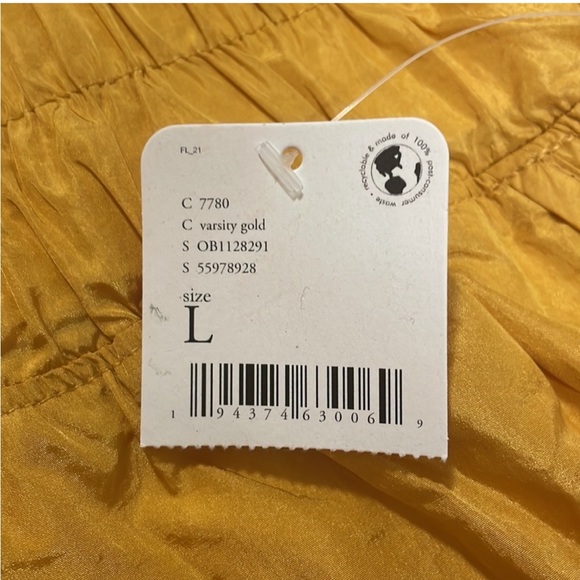 FL_21
recyclable & made of 100% post-consumer waste •
C 7780
C varsity gold
S OB1128291
S 55978928
size
L
1 94374 63006 9